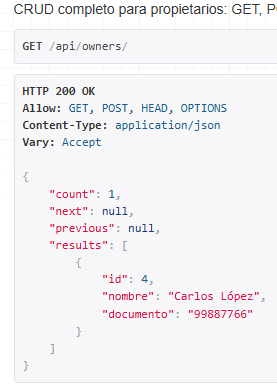 CRUD completo para propietarios: GET, P
GET /api/owners/
HTTP 200 OK
Allow: GET, POST, HEAD, OPTIONS
Content-Type: application/json
Vary: Accept
{
"count": 1,
"next": null,
"previous": null,
"results": [
{
"id": 4,
"nombre": "Carlos López",
"documento": "99887766"
}
]
}